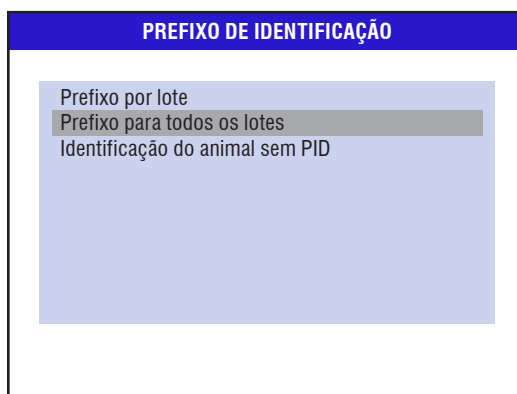 PREFIXO DE IDENTIFICAÇÃO
Prefixo por lote
Prefixo para todos os lotes
Identificação do animal sem PID